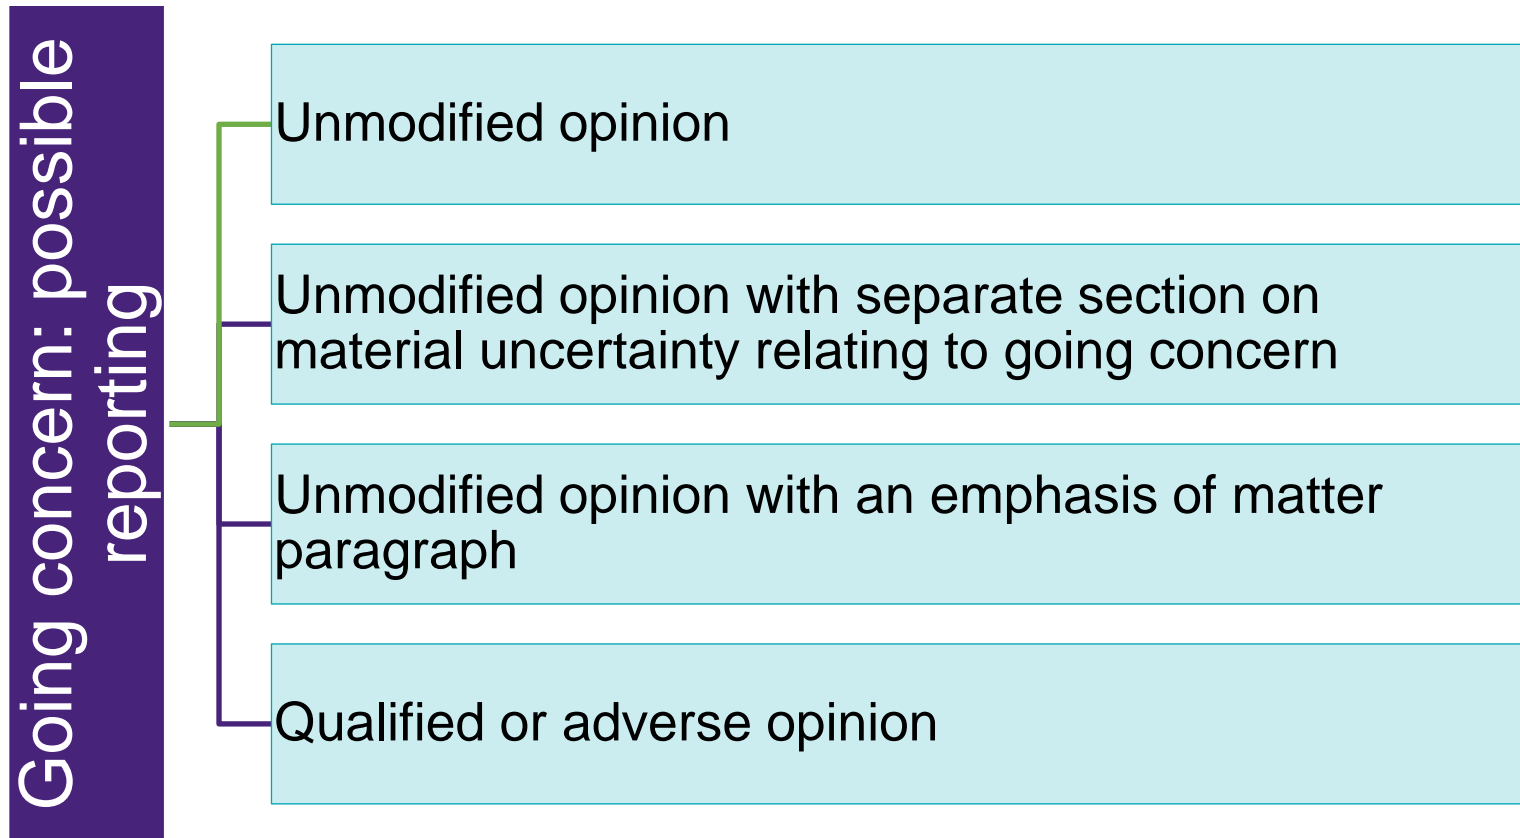 Going concern: possible
reporting
Unmodified opinion
Unmodified opinion with separate section on
material uncertainty relating to going concern
Unmodified opinion with an emphasis of matter
paragraph
Qualified or adverse opinion